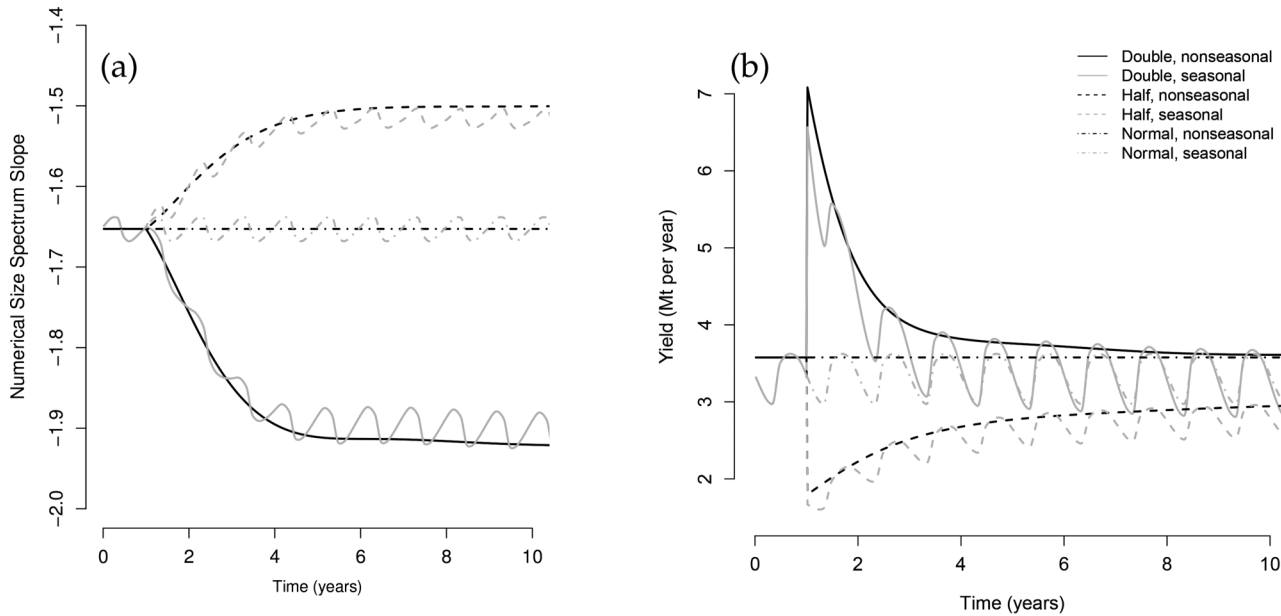 (a)
Numerical Size Spectrum Slope
−1.4
−1.5
−1.6
−1.7
−1.8
−1.9
−2.0
0 2 4 6 8 10
Time (years)
(b)
Double, nonseasonal
Double, seasonal
Half, nonseasonal
Half, seasonal
Normal, nonseasonal
Normal, seasonal
Yield (Mt per year)
7
6
5
4
3
2
0 2 4 6 8 10
Time (years)